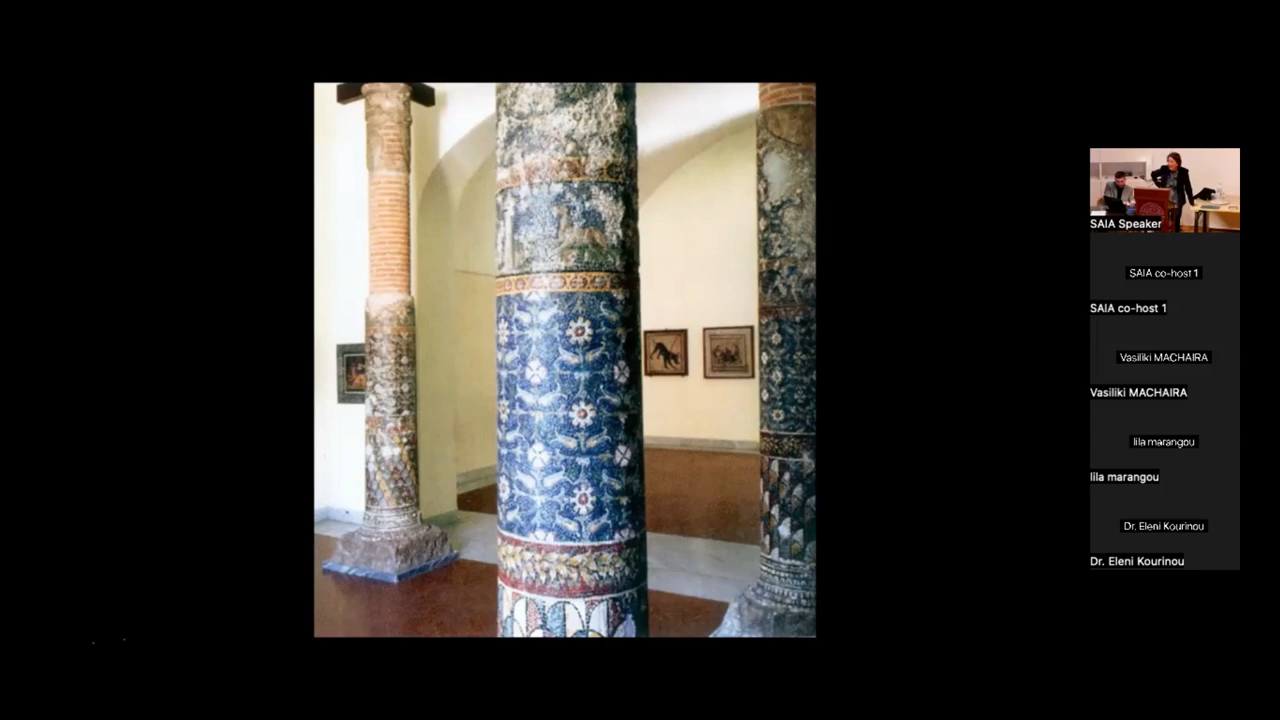 SAIA Speaker
SAIA co-host 1
SAIA co-host 1
Vasiliki MACHAIRA
Vasiliki MACHAIRA
lila marangou
lila marangou
Dr. Eleni Kourinou
Dr. Eleni Kourinou